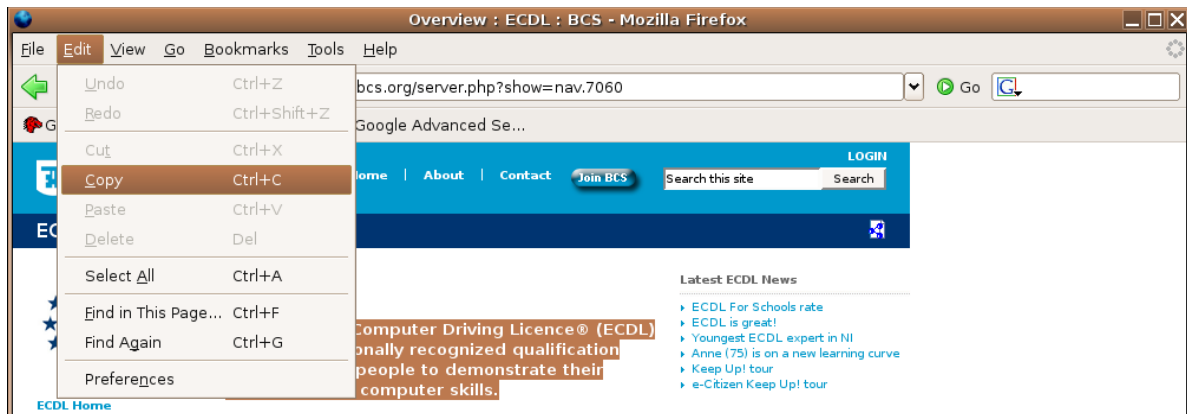 Overview : ECDL : BCS - Mozilla Firefox
File Edit View Go Bookmarks Tools Help
bcs.org/server.php?show=nav.7060 Go G
G Google Advanced Se...
Undo Ctrl+Z
Redo Ctrl+Shift+Z
Cut Ctrl+X
Copy Ctrl+C
Paste Ctrl+V
Delete Del
Select All Ctrl+A
Find in This Page... Ctrl+F
Find Again Ctrl+G
Preferences
LOGIN
ome | About | Contact Join BCS Search this site Search
EC
Computer Driving Licence® (ECDL)
onally recognized qualification
people to demonstrate their
computer skills.
ECDL Home
Latest ECDL News
ECDL For Schools rate
ECDL is great!
Youngest ECDL expert in NI
Anne (75) is on a new learning curve
Keep Up! tour
e-Citizen Keep Up! tour